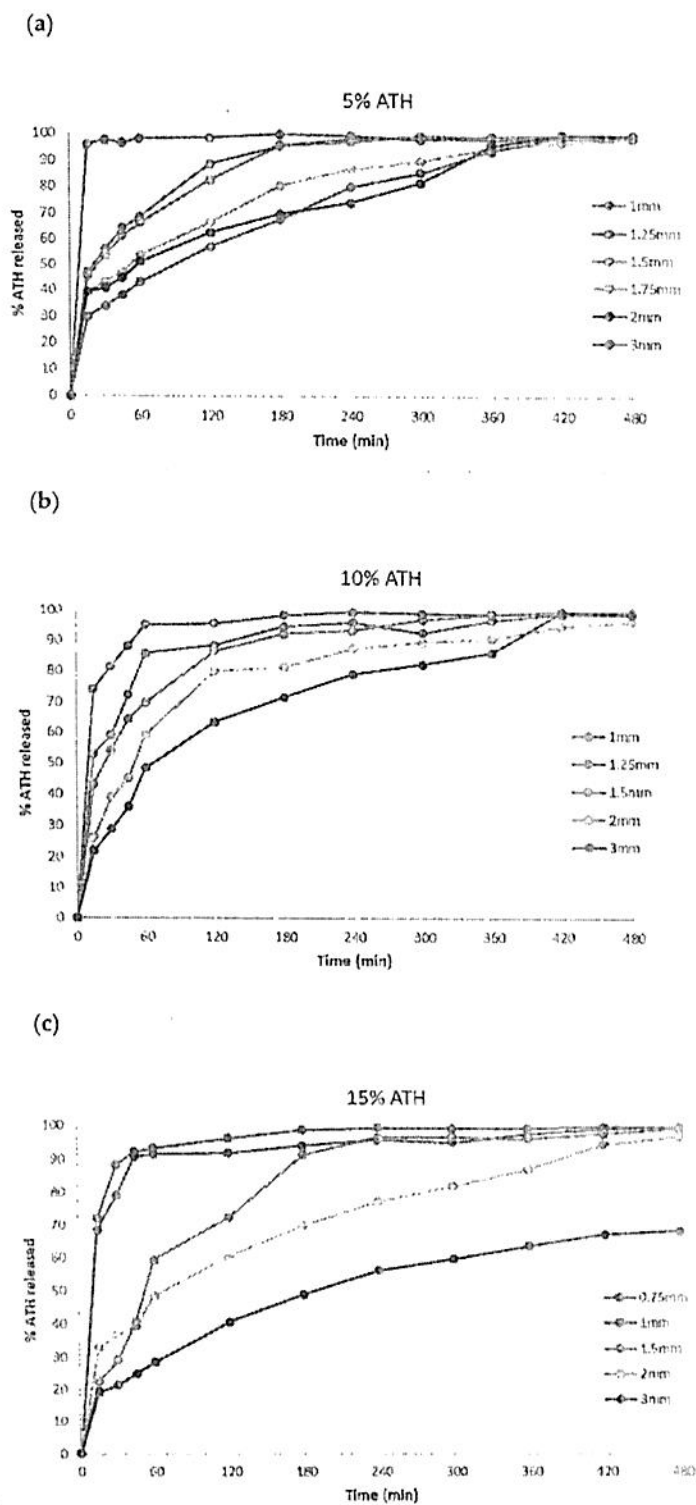 (a)
5% ATH
100
90
80
70
60
50
40
30
20
10
0
% ATH released
0 60 120 180 240 300 360 420 480
Time (min)
1mm
1.25mm
1.5mm
1.75mm
2mm
3mm
(b)
10% ATH
100
90
80
70
60
50
40
30
20
10
0
% ATH released
0 60 120 180 240 300 360 420 480
Time (min)
1mm
1.25mm
1.5mm
2mm
3mm
(c)
15% ATH
100
90
80
70
60
50
40
30
20
10
0
% ATH released
0 60 120 180 240 300 360 420 480
Time (min)
0.75mm
1mm
1.5mm
2mm
3mm